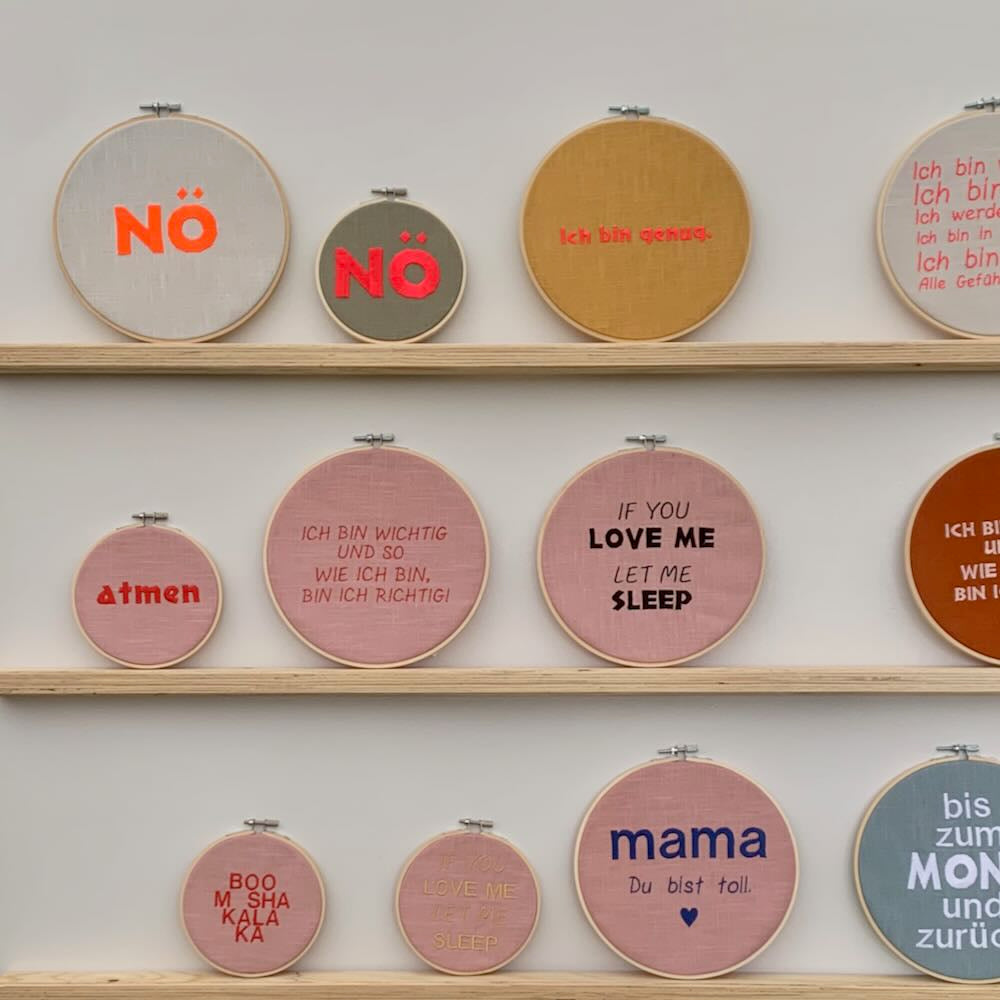 NÖ
NÖ
Ich bin genug.
Ich bin
Ich bin
Ich
Ich bin in
Ich bin
Alle
atmen
ICH BIN WICHTIG
UND SO
WIE ICH BIN,
BIN ICH RICHTIG!
IF YOU
LOVE ME
LET ME
SLEEP
ICH
WIE
BIN
BOO
M SHA
KALA
KA
IF YOU
LOVE ME
LET ME
SLEEP
mama
Du bist toll.
bis
zum
MON
und
zurüc